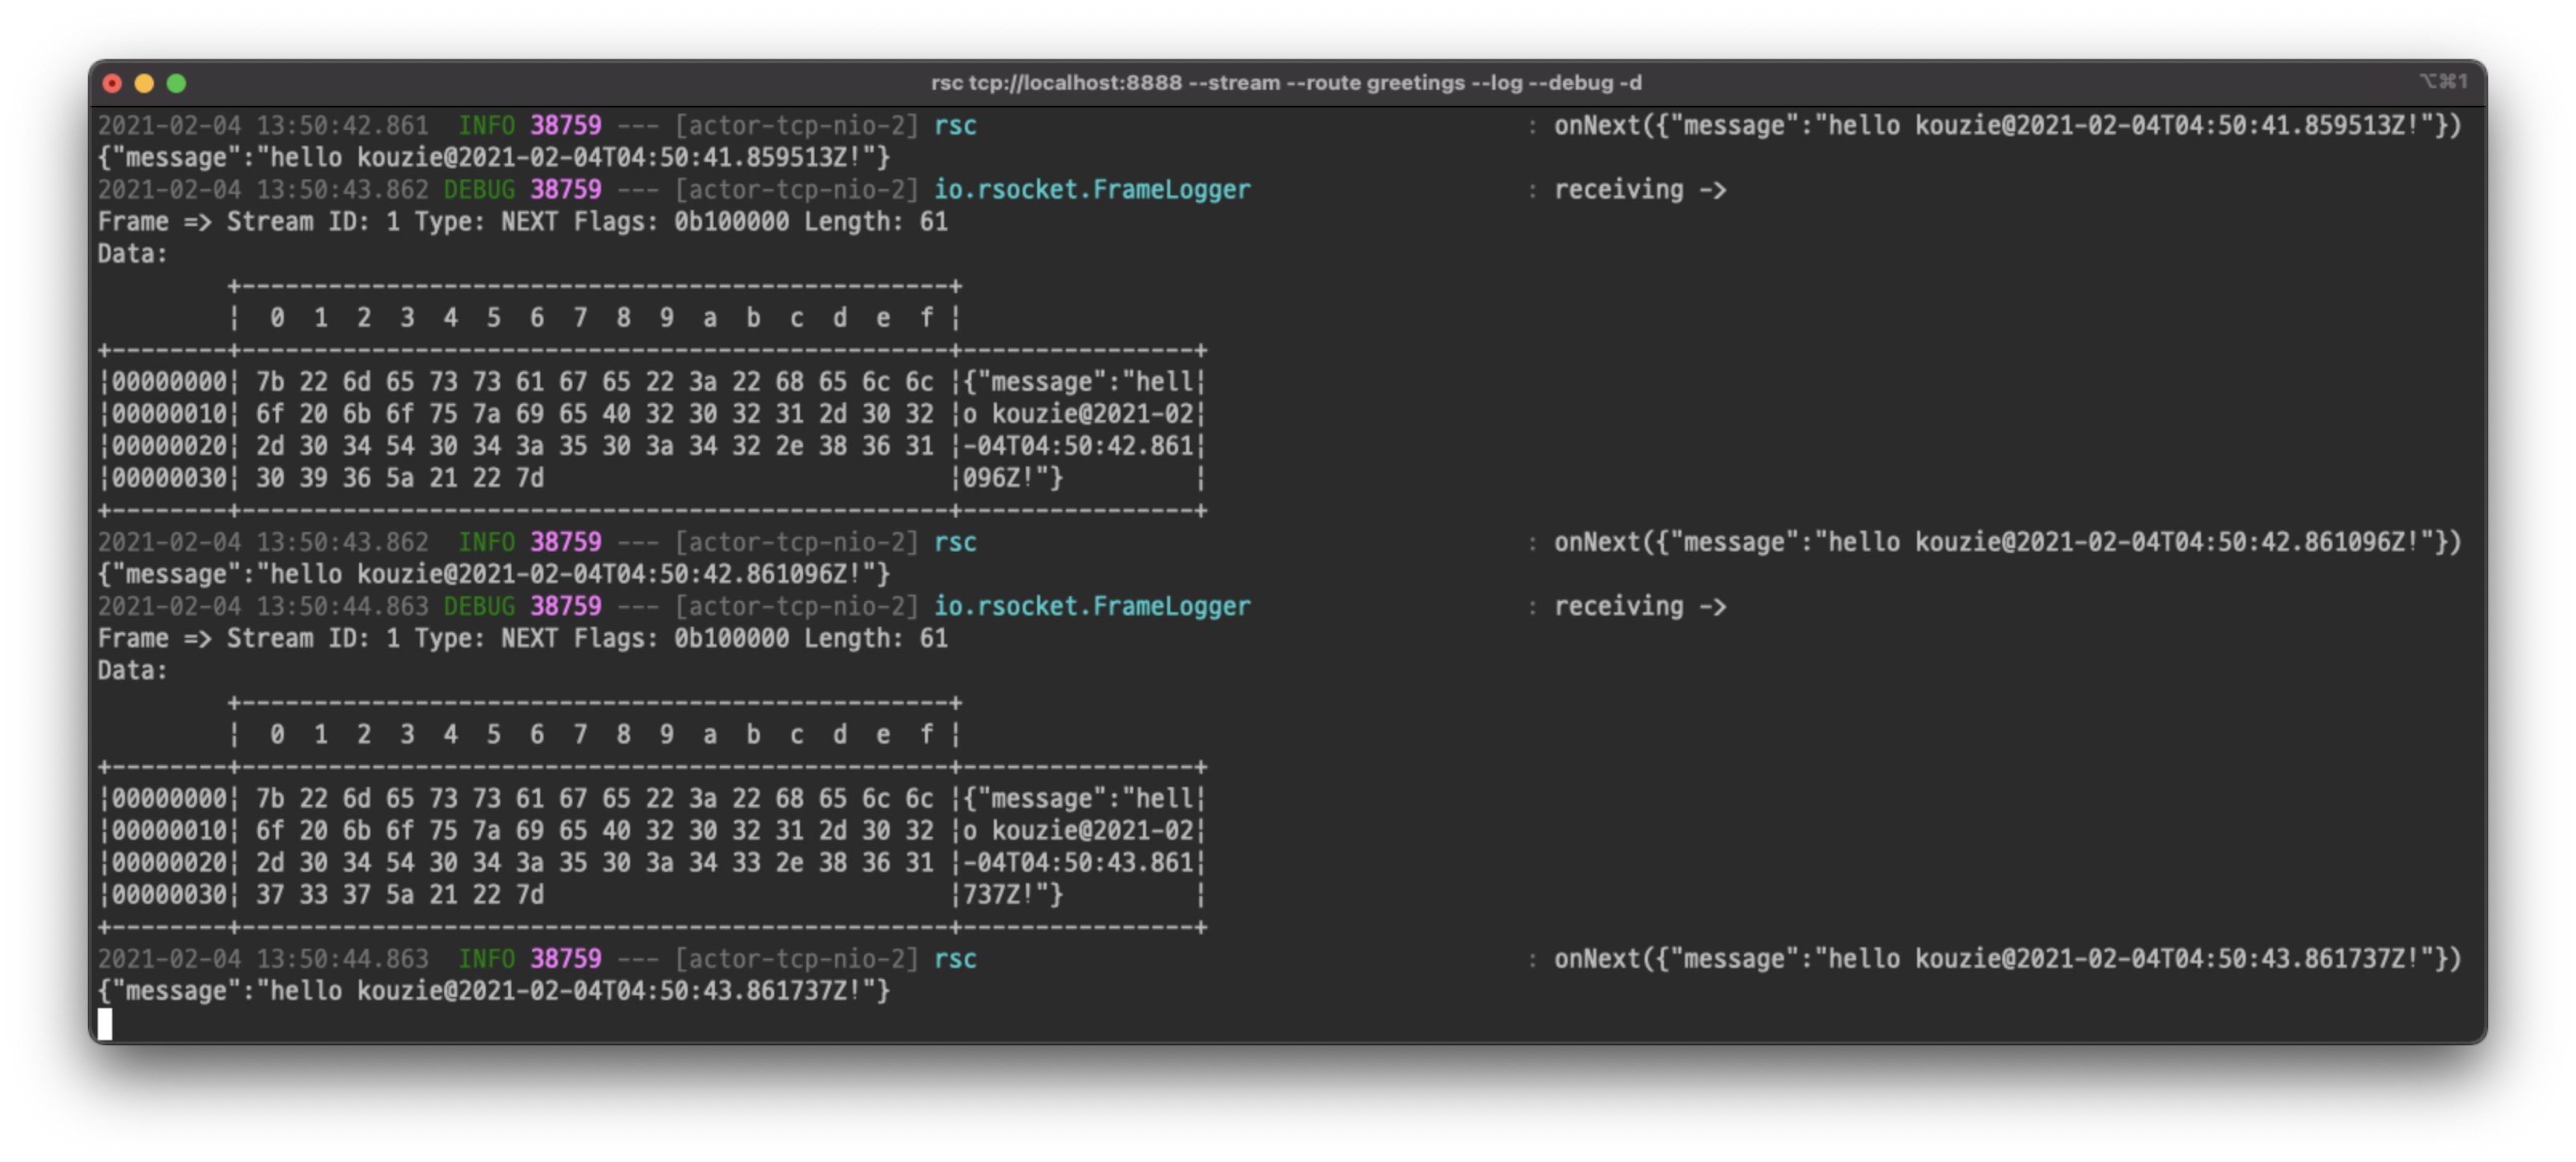 rsc tcp://localhost:8888 --stream --route greetings --log --debug -d ⌥⌘1
2021-02-04 13:50:42.861  INFO 38759 --- [actor-tcp-nio-2] rsc                                      : onNext({"message":"hello kouzie@2021-02-04T04:50:41.859513Z!"})
{"message":"hello kouzie@2021-02-04T04:50:41.859513Z!"}
2021-02-04 13:50:43.862 DEBUG 38759 --- [actor-tcp-nio-2] io.rsocket.FrameLogger                   : receiving ->
Frame => Stream ID: 1 Type: NEXT Flags: 0b100000 Length: 61
Data:
         +-------------------------------------------------+
         |  0  1  2  3  4  5  6  7  8  9  a  b  c  d  e  f |
+--------+-------------------------------------------------+----------------+
|00000000| 7b 22 6d 65 73 73 61 67 65 22 3a 22 68 65 6c 6c |{"message":"hell|
|00000010| 6f 20 6b 6f 75 7a 69 65 40 32 30 32 31 2d 30 32 |o kouzie@2021-02|
|00000020| 2d 30 34 54 30 34 3a 35 30 3a 34 32 2e 38 36 31 |-04T04:50:42.861|
|00000030| 30 39 36 5a 21 22 7d                            |096Z!"}         |
+--------+-------------------------------------------------+----------------+
2021-02-04 13:50:43.862  INFO 38759 --- [actor-tcp-nio-2] rsc                                      : onNext({"message":"hello kouzie@2021-02-04T04:50:42.861096Z!"})
{"message":"hello kouzie@2021-02-04T04:50:42.861096Z!"}
2021-02-04 13:50:44.863 DEBUG 38759 --- [actor-tcp-nio-2] io.rsocket.FrameLogger                   : receiving ->
Frame => Stream ID: 1 Type: NEXT Flags: 0b100000 Length: 61
Data:
         +-------------------------------------------------+
         |  0  1  2  3  4  5  6  7  8  9  a  b  c  d  e  f |
+--------+-------------------------------------------------+----------------+
|00000000| 7b 22 6d 65 73 73 61 67 65 22 3a 22 68 65 6c 6c |{"message":"hell|
|00000010| 6f 20 6b 6f 75 7a 69 65 40 32 30 32 31 2d 30 32 |o kouzie@2021-02|
|00000020| 2d 30 34 54 30 34 3a 35 30 3a 34 33 2e 38 36 31 |-04T04:50:43.861|
|00000030| 37 33 37 5a 21 22 7d                            |737Z!"}         |
+--------+-------------------------------------------------+----------------+
2021-02-04 13:50:44.863  INFO 38759 --- [actor-tcp-nio-2] rsc                                      : onNext({"message":"hello kouzie@2021-02-04T04:50:43.861737Z!"})
{"message":"hello kouzie@2021-02-04T04:50:43.861737Z!"}